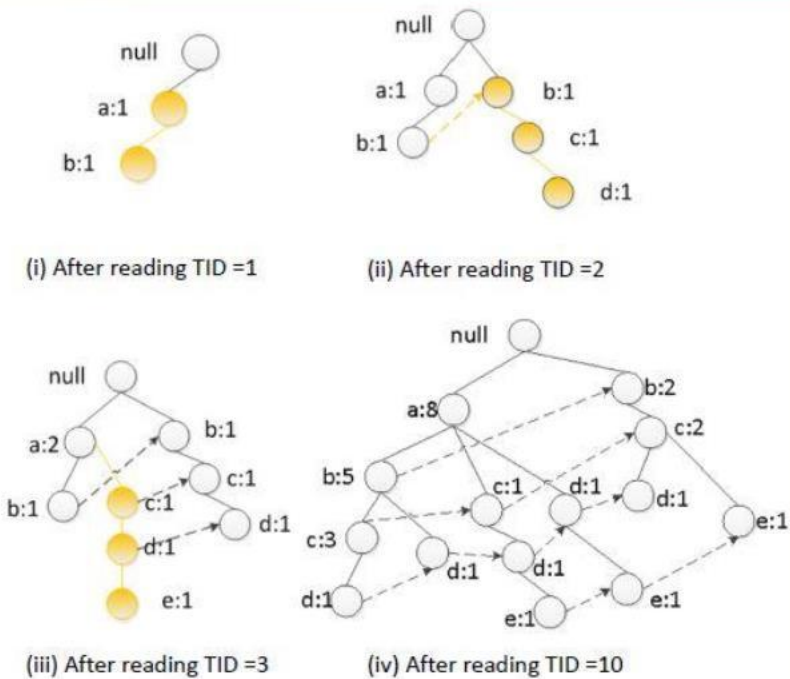 null
a:1
b:1
(i) After reading TID =1
null
a:1
b:1
b:1
c:1
d:1
(ii) After reading TID =2
null
a:2
b:1
b:1
c:1
c:1
d:1
d:1
e:1
(iii) After reading TID =3
null
a:8
b:2
c:2
b:5
c:1
d:1
d:1
e:1
c:3
d:1
d:1
d:1
e:1
e:1
(iv) After reading TID =10